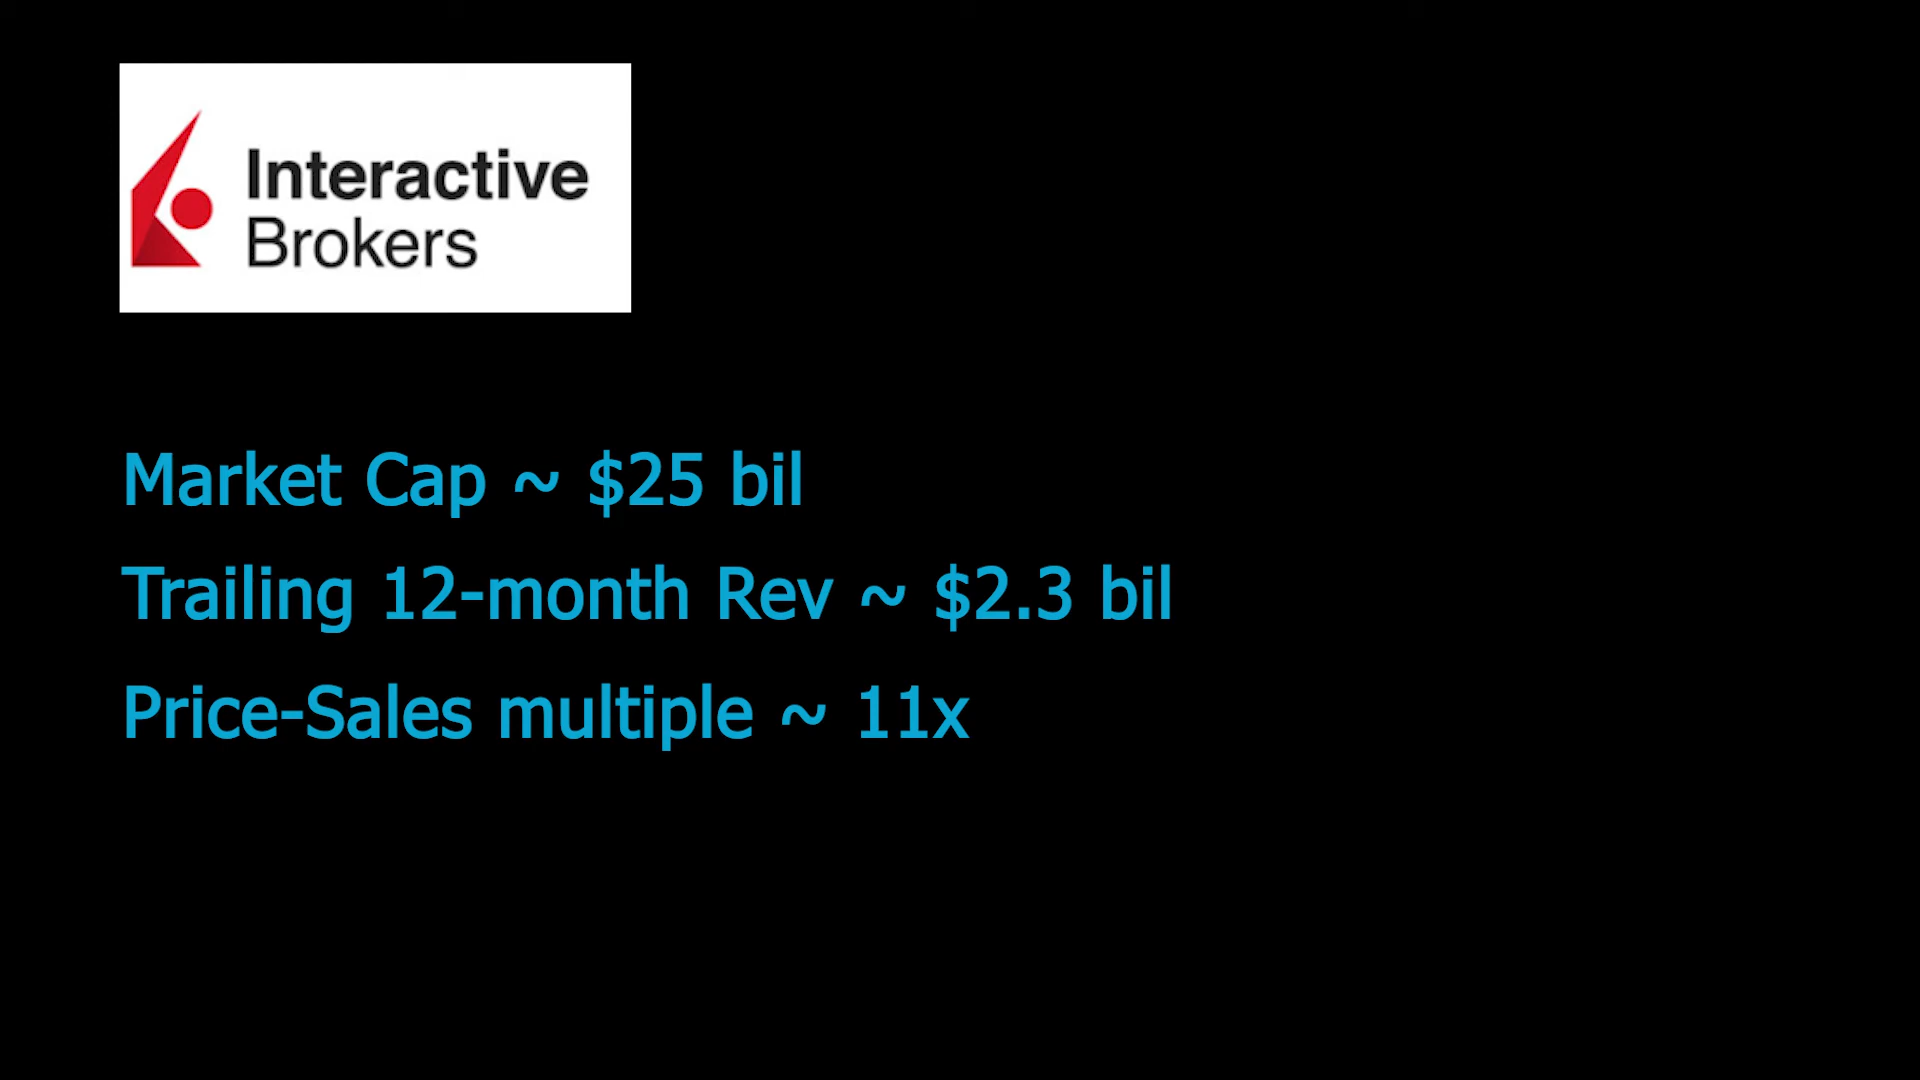 Interactive
Brokers
Market Cap ~ $25 bil
Trailing 12-month Rev ~ $2.3 bil
Price-Sales multiple ~ 11x